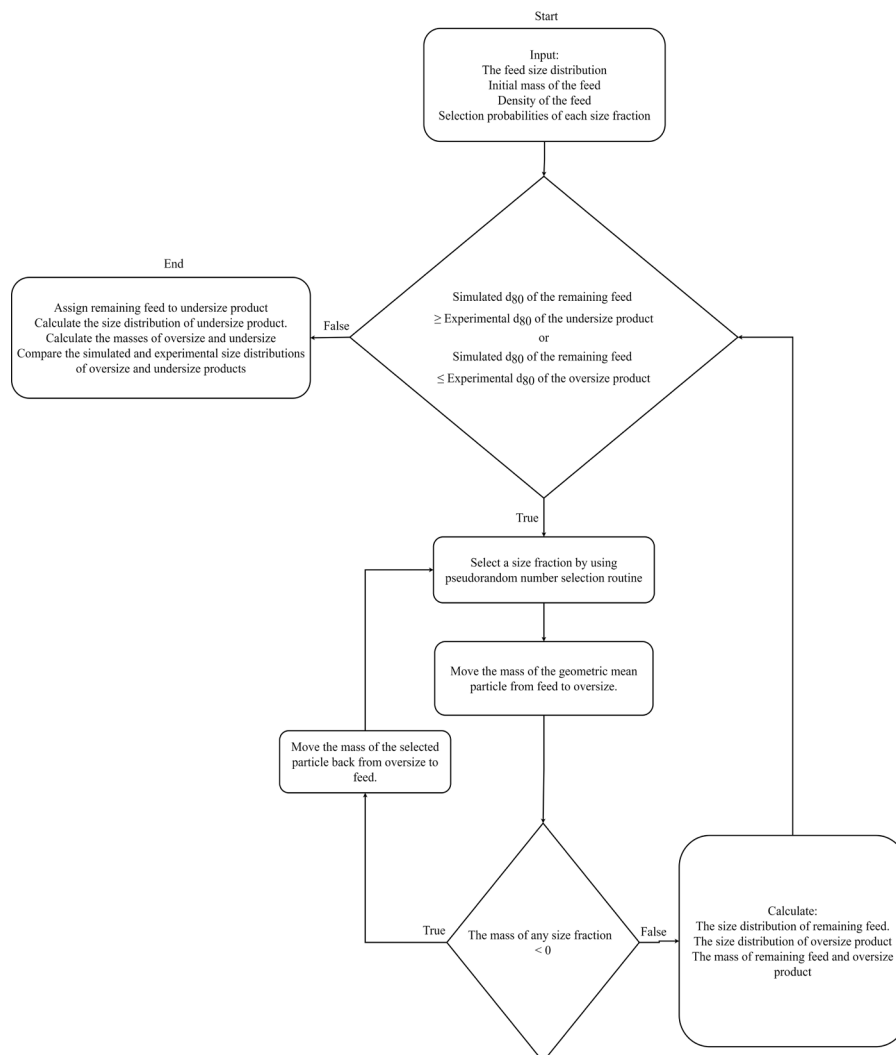 Start
Input:
The feed size distribution
Initial mass of the feed
Density of the feed
Selection probabilities of each size fraction
End
Assign remaining feed to undersize product
Calculate the size distribution of undersize product.
Calculate the masses of oversize and undersize
Compare the simulated and experimental size distributions
of oversize and undersize products
False
Simulated d80 of the remaining feed
≥ Experimental d80 of the undersize product
or
Simulated d80 of the remaining feed
≤ Experimental d80 of the oversize product
True
Select a size fraction by using
pseudorandom number selection routine
Move the mass of the geometric mean
particle from feed to oversize.
Move the mass of the selected
particle back from oversize to
feed.
True
The mass of any size fraction
< 0
False
Calculate:
The size distribution of remaining feed.
The size distribution of oversize product
The mass of remaining feed and oversize
product